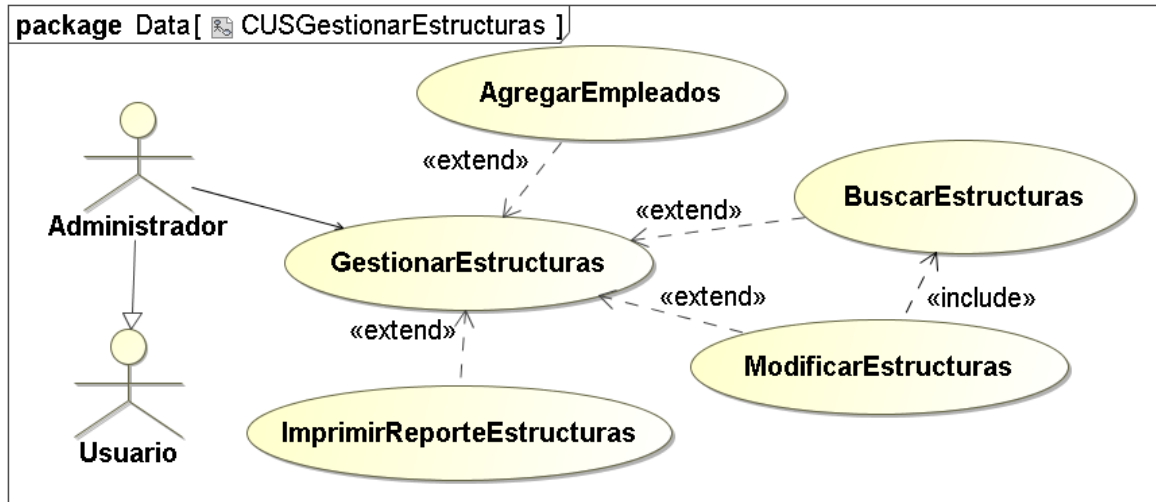 package Data[ CUSGestionarEstructuras ]
AgregarEmpleados
«extend»
Administrador
BuscarEstructuras
«extend»
GestionarEstructuras
«extend»
«include»
«extend»
ModificarEstructuras
ImprimirReporteEstructuras
Usuario